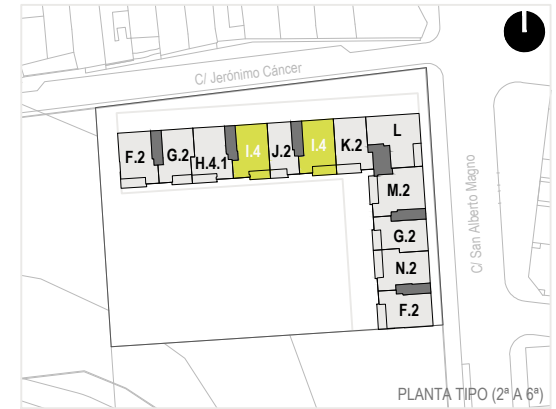 C/ Jerónimo Cáncer
F.2
G.2
H.4.1
I.4
J.2
I.4
K.2
L
M.2
G.2
N.2
F.2
C/ San Alberto Magno
PLANTA TIPO (2ª A 6ª)